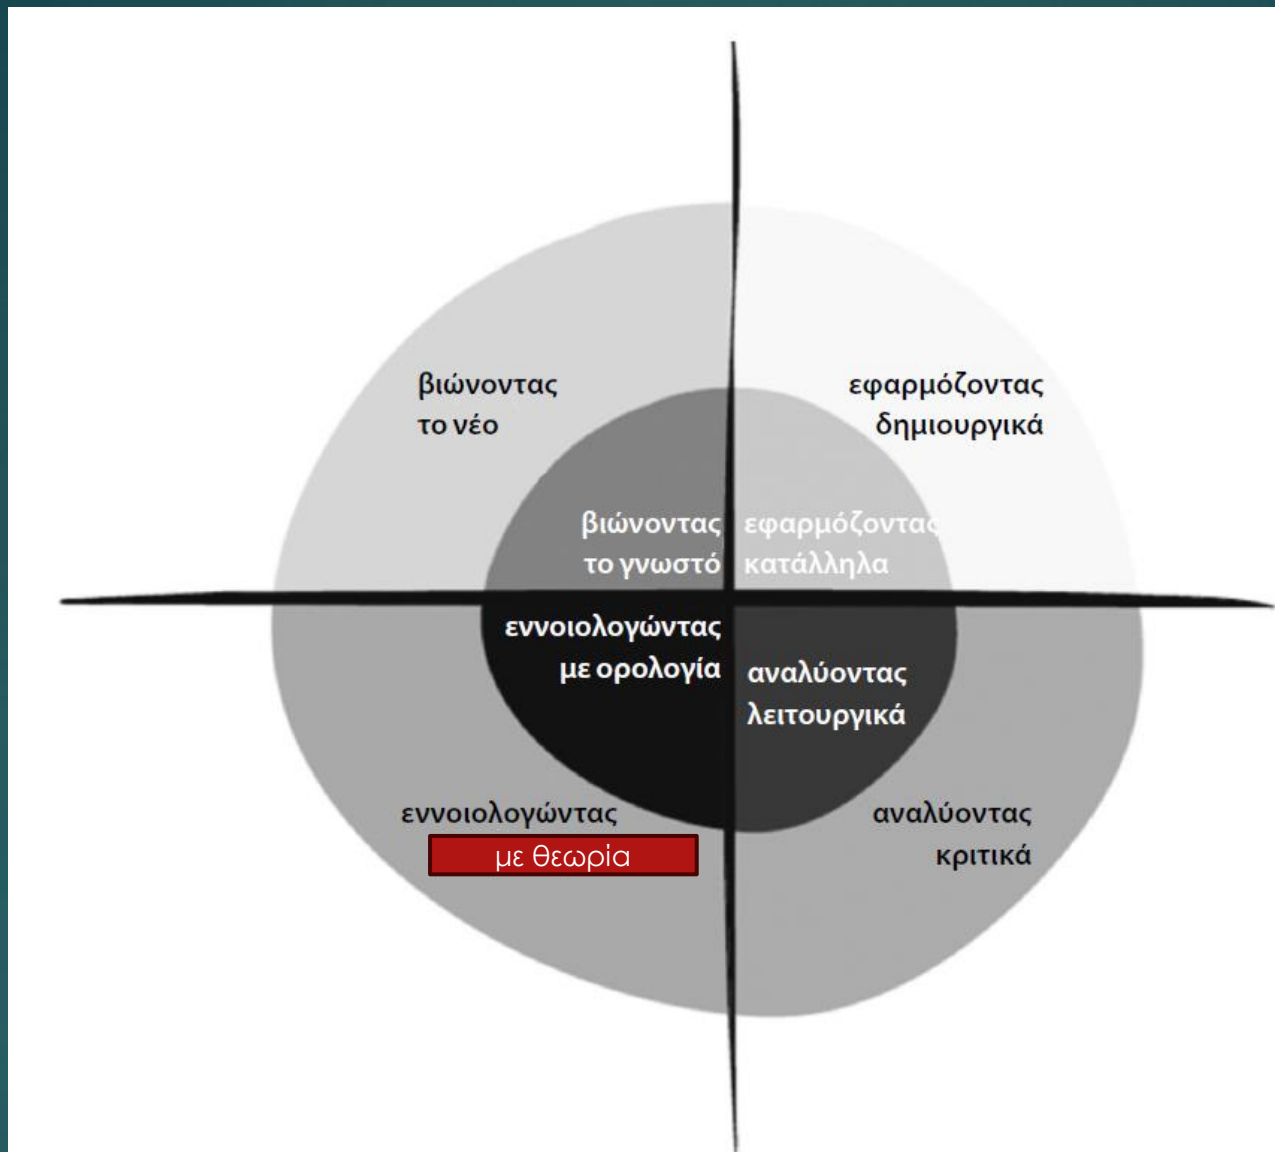 βιώνοντας
το νέο
εφαρμόζοντας
δημιουργικά
βιώνοντας
το γνωστό
εφαρμόζοντας
κατάλληλα
εννοιολογώντας
με ορολογία
αναλύοντας
λειτουργικά
εννοιολογώντας
με θεωρία
αναλύοντας
κριτικά